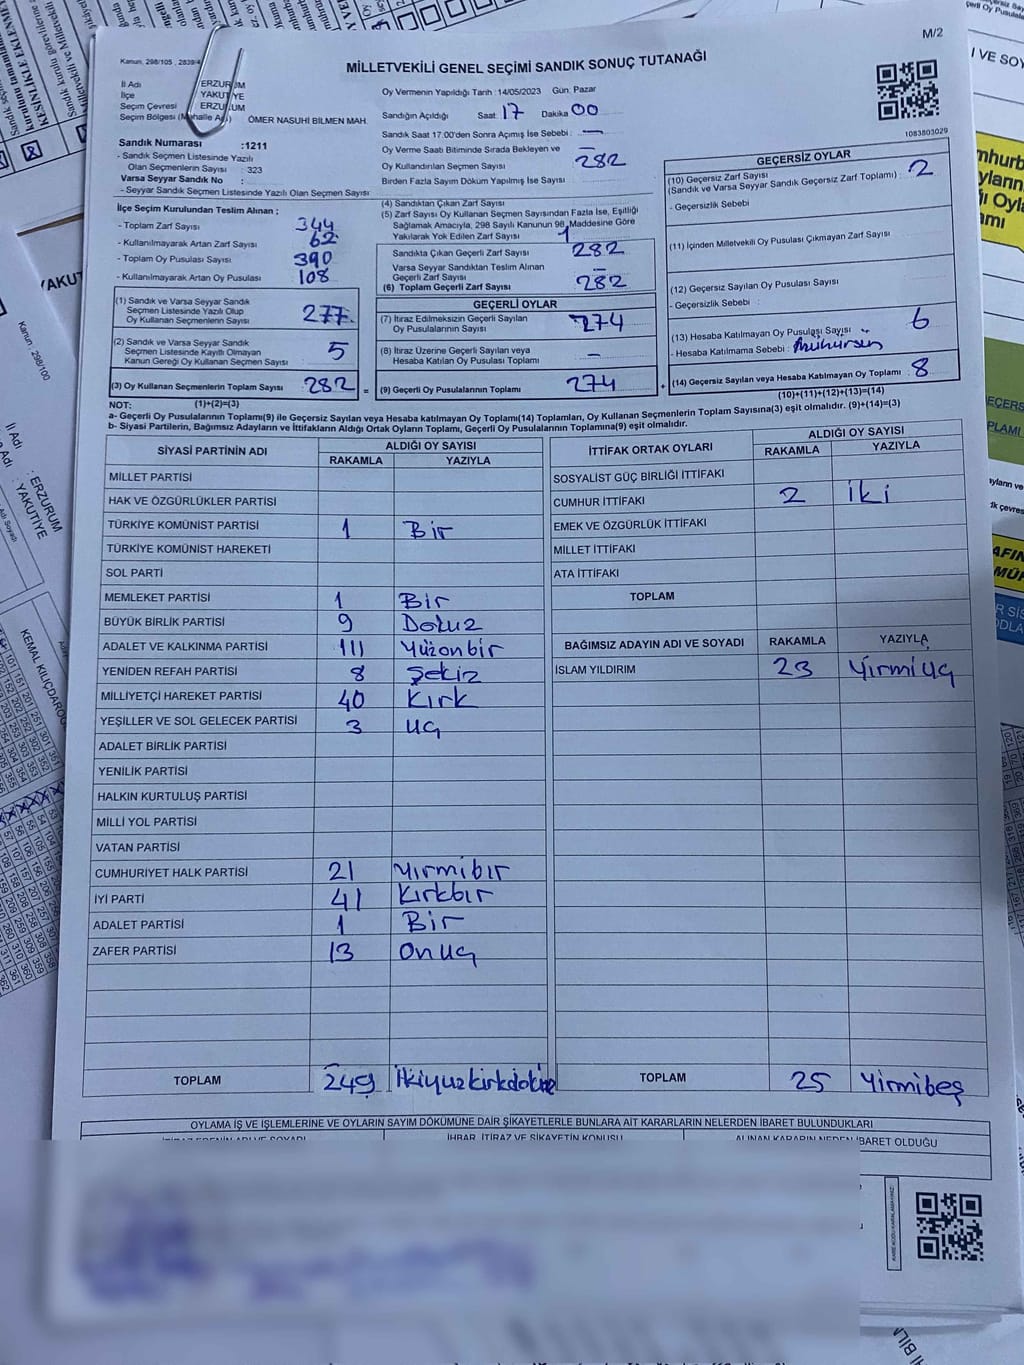 M/2
Kanun, 298/105
MİLLETVEKİLİ GENEL SEÇİMİ SANDIK SONUÇ TUTANAĞI
İl Adı ERZURUM
İlçe YAKUTİYE
Seçim Çevresi ERZURUM
Seçim Bölgesi (Mahalle Adı) ÖMER NASUHİ BİLMEN MAH.
Oy Vermenin Yapıldığı Tarih : 14/05/2023 Gün: Pazar
Sandığın Açıldığı Saat 17 Dakika 00
Sandık Saat 17:00'den Sonra Açımış İse Sebebi : —
Oy Verme Saati Bitiminde Sırada Bekleyen ve
Oy Kullandırılan Seçmen Sayısı 282
Birden Fazla Sayım Döküm Yapılmış İse Sayısı :
1083803029
Sandık Numarası :1211
- Sandık Seçmen Listesinde Yazılı
Olan Seçmenlerin Sayısı : 323
Varsa Seyyar Sandık No :
- Seyyar Sandık Seçmen Listesinde Yazılı Olan Seçmen Sayısı
İlçe Seçim Kurulundan Teslim Alınan ;
- Toplam Zarf Sayısı 344
- Kullanılmayarak Artan Zarf Sayısı 62
- Toplam Oy Pusulası Sayısı 390
- Kullanılmayarak Artan Oy Pusulası 108
(1) Sandık ve Varsa Seyyar Sandık
Seçmen Listesinde Yazılı Olup
Oy Kullanan Seçmenlerin Sayısı 277
(2) Sandık ve Varsa Seyyar Sandık
Seçmen Listesinde Kayıtlı Olmayan
Kanun Gereği Oy Kullanan Seçmen Sayısı 5
(3) Oy Kullanan Seçmenlerin Toplam Sayısı 282 =
(1)+(2)=(3)
(4) Sandıktan Çıkan Zarf Sayısı
(5) Zarf Sayısı Oy Kullanan Seçmen Sayısından Fazla İse, Eşitliği
Sağlamak Amacıyla, 298 Sayılı Kanunun 98. Maddesine Göre
Yakılarak Yok Edilen Zarf Sayısı 1
Sandıkta Çıkan Geçerli Zarf Sayısı 282
Varsa Seyyar Sandıktan Teslim Alınan
Geçerli Zarf Sayısı —
(6) Toplam Geçerli Zarf Sayısı 282
GEÇERLİ OYLAR
(7) İtiraz Edilmeksizin Geçerli Sayılan
Oy Pusulalarının Sayısı 274
(8) İtiraz Üzerine Geçerli Sayılan veya
Hesaba Katılan Oy Pusulası Toplamı —
(9) Geçerli Oy Pusulalarının Toplamı 274 +
GEÇERSİZ OYLAR
(10) Geçersiz Zarf Sayısı
(Sandık ve Varsa Seyyar Sandık Geçersiz Zarf Toplamı) : 2
- Geçersizlik Sebebi
(11) İçinden Milletvekili Oy Pusulası Çıkmayan Zarf Sayısı
(12) Geçersiz Sayılan Oy Pusulası Sayısı
- Geçersizlik Sebebi :
(13) Hesaba Katılmayan Oy Pusulası Sayısı 6
- Hesaba Katılmama Sebebi :
(14) Geçersiz Sayılan veya Hesaba Katılmayan Oy Toplamı : 8
(10)+(11)+(12)+(13)=(14)
NOT:
a- Geçerli Oy Pusulalarının Toplamı(9) ile Geçersiz Sayılan veya Hesaba katılmayan Oy Toplamı(14) Toplamları, Oy Kullanan Seçmenlerin Toplam Sayısına(3) eşit olmalıdır. (9)+(14)=(3)
b- Siyasi Partilerin, Bağımsız Adayların ve İttifakların Aldığı Ortak Oyların Toplamı, Geçerli Oy Pusulalarının Toplamına(9) eşit olmalıdır.
SİYASİ PARTİNİN ADI ALDIĞI OY SAYISI
RAKAMLA YAZIYLA
MİLLET PARTİSİ
HAK VE ÖZGÜRLÜKLER PARTİSİ
TÜRKİYE KOMÜNİST PARTİSİ 1 Bir
TÜRKİYE KOMÜNİST HAREKETİ
SOL PARTİ
MEMLEKET PARTİSİ 1 Bir
BÜYÜK BİRLİK PARTİSİ 9 Dokuz
ADALET VE KALKINMA PARTİSİ 111 Yüzonbir
YENİDEN REFAH PARTİSİ 8 Şekiz
MİLLİYETÇİ HAREKET PARTİSİ 40 Kırk
YEŞİLLER VE SOL GELECEK PARTİSİ 3 uç
ADALET BİRLİK PARTİSİ
YENİLİK PARTİSİ
HALKIN KURTULUŞ PARTİSİ
MİLLİ YOL PARTİSİ
VATAN PARTİSİ
CUMHURİYET HALK PARTİSİ 21 Yırmıbır
İYİ PARTİ 41 Kırkbır
ADALET PARTİSİ 1 Bir
ZAFER PARTİSİ 13 onuç
TOPLAM 249 İkiyuzkirkdokuz
İTTİFAK ORTAK OYLARI ALDIĞI OY SAYISI
RAKAMLA YAZIYLA
SOSYALİST GÜÇ BİRLİĞİ İTTİFAKI
CUMHUR İTTİFAKI 2 iki
EMEK VE ÖZGÜRLÜK İTTİFAKI
MİLLET İTTİFAKI
ATA İTTİFAKI
TOPLAM
BAĞIMSIZ ADAYIN ADI VE SOYADI RAKAMLA YAZIYLA
İSLAM YILDIRIM 23 Yirmiuç
TOPLAM 25 Yirmibeş
OYLAMA İŞ VE İŞLEMLERİNE VE OYLARIN SAYIM DÖKÜMÜNE DAİR ŞİKAYETLERLE BUNLARA AİT KARARLARIN NELERDEN İBARET BULUNDUKLARI
İHBAR, İTİRAZ VE ŞİKAYETİN KONUSU
ALINAN KARARIN NEDEN İBARET OLDUĞU
YAKUT
Kanun, 298/100
İl Adı : ERZURUM
: YAKUTİYE
KEMAL KILIÇDAROĞ